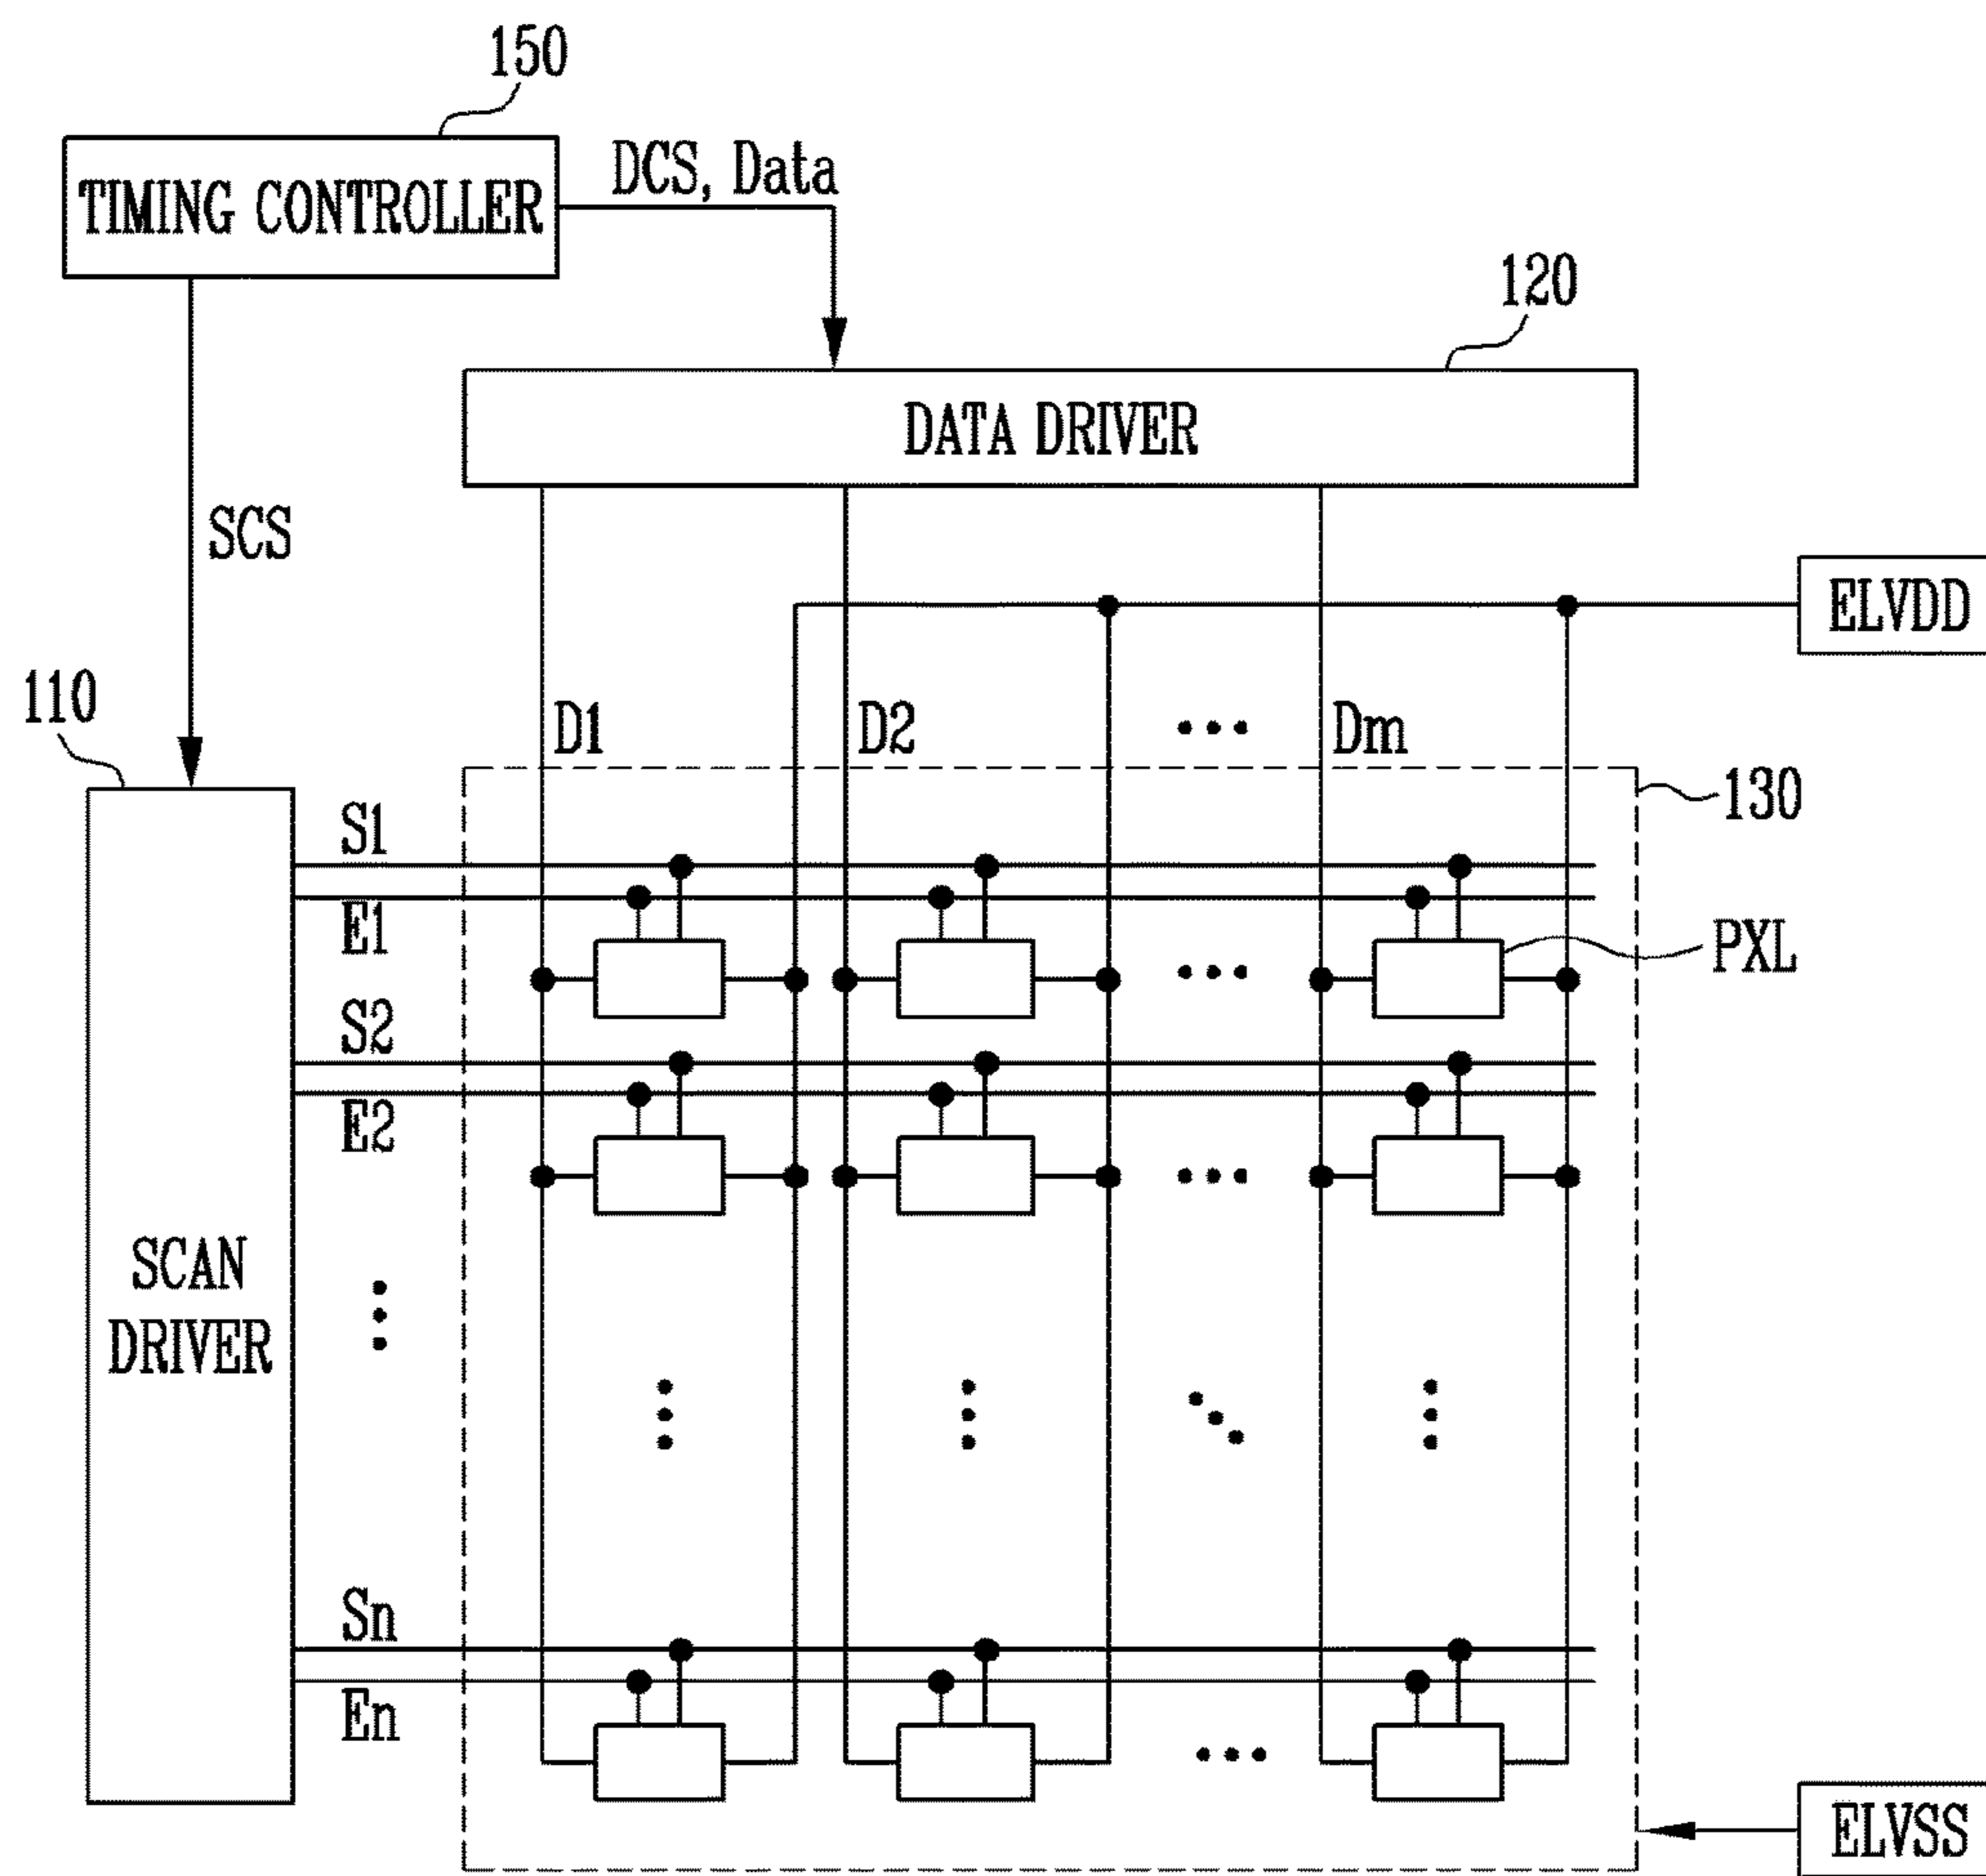 150
TIMING CONTROLLER
DCS, Data
120
DATA DRIVER
SCS
ELVDD
110
D1
D2
Dm
130
S1
E1
PXL
S2
E2
SCAN
DRIVER
Sn
En
ELVSS